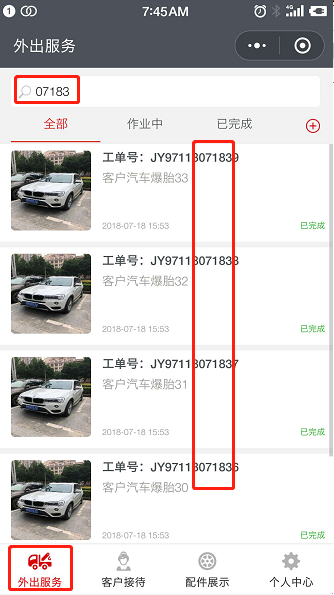 1 7:45AM 4G
外出服务
07183
全部 作业中 已完成
工单号：JY97118071839
客户汽车爆胎33
2018-07-18 15:53 已完成
工单号：JY97118071838
客户汽车爆胎32
2018-07-18 15:53 已完成
工单号：JY97118071837
客户汽车爆胎31
2018-07-18 15:53 已完成
工单号：JY97118071836
客户汽车爆胎30
2018-07-18 15:53 已完成
外出服务 客户接待 配件展示 个人中心